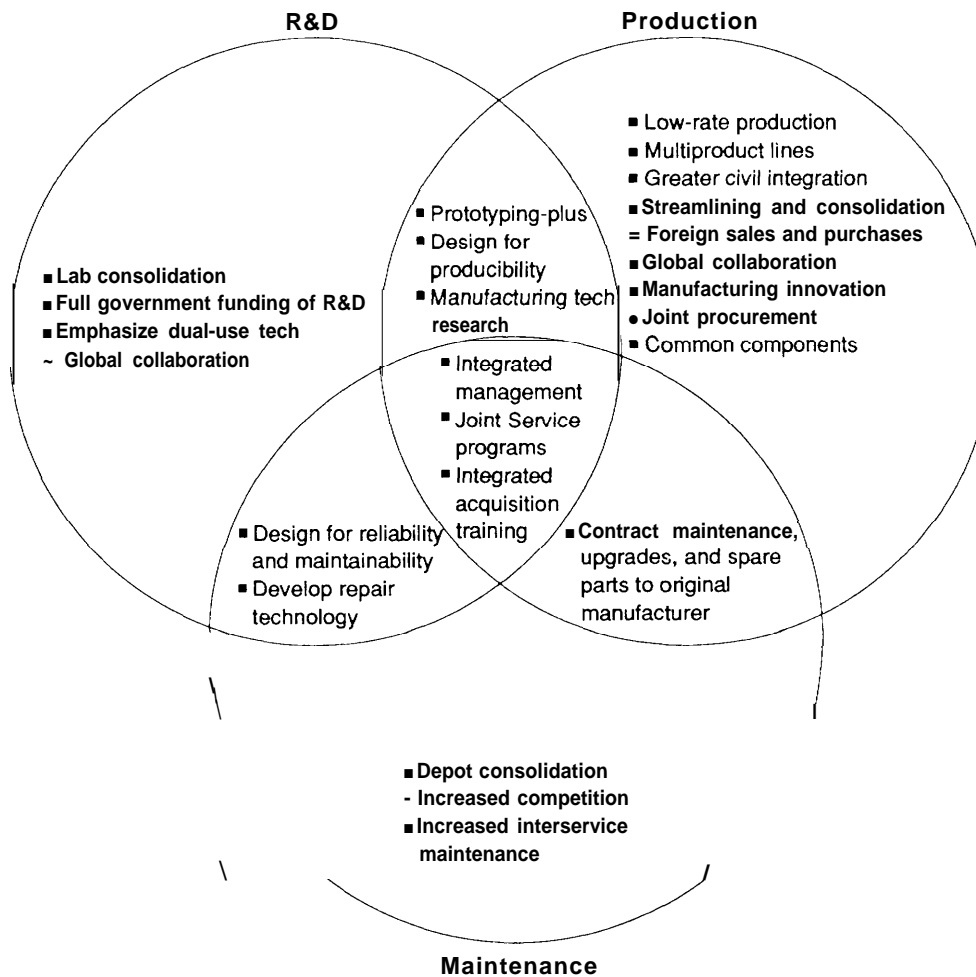 R&D
Production
■ Lab consolidation
■ Full government funding of R&D
■ Emphasize dual-use tech
~ Global collaboration
■ Prototyping-plus
■ Design for
producibility
■ Manufacturing tech
research
■ Low-rate production
■ Multiproduct lines
■ Greater civil integration
■ Streamlining and consolidation
= Foreign sales and purchases
■ Global collaboration
■ Manufacturing innovation
● Joint procurement
■ Common components
■ Integrated
management
■ Joint Service
programs
■ Integrated
acquisition
training
■ Design for reliability
and maintainability
■ Develop repair
technology
■ Contract maintenance,
upgrades, and spare
parts to original
manufacturer
■ Depot consolidation
- Increased competition
■ Increased interservice
maintenance
Maintenance